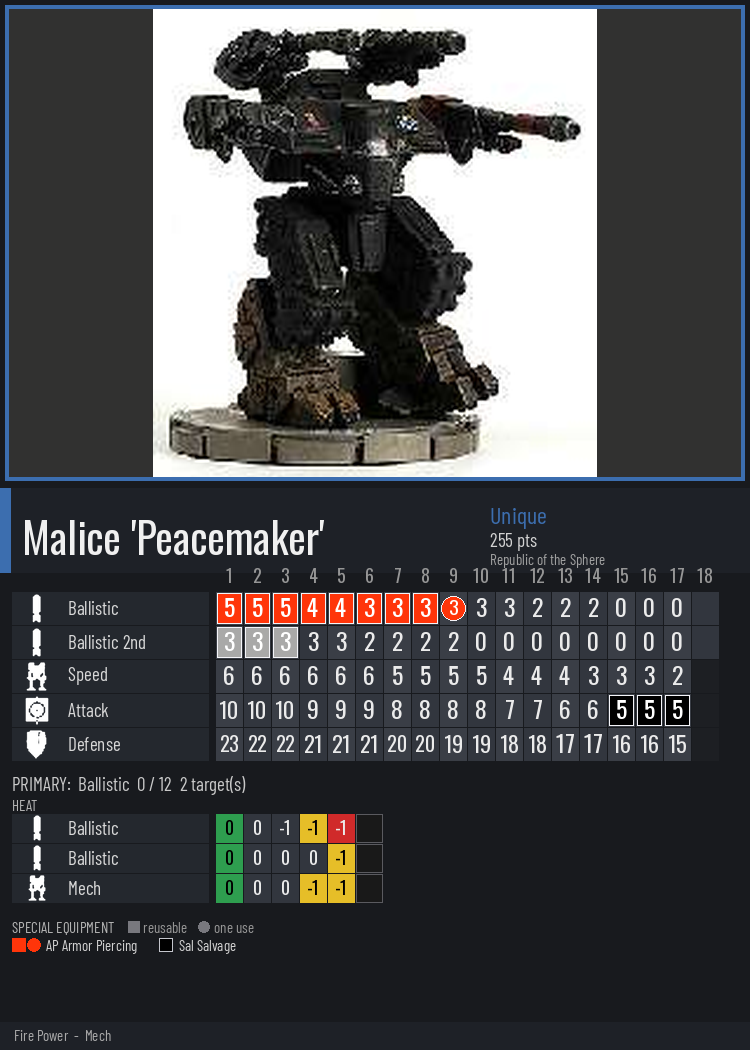 Malice 'Peacemaker'
Unique
255 pts
Republic of the Sphere
1 2 3 4 5 6 7 8 9 10 11 12 13 14 15 16 17 18
Ballistic 5 5 5 4 4 3 3 3 3 3 3 2 2 2 0 0 0
Ballistic 2nd 3 3 3 3 3 2 2 2 2 0 0 0 0 0 0 0 0
Speed 6 6 6 6 6 6 5 5 5 5 4 4 4 3 3 3 2
Attack 10 10 10 9 9 9 8 8 8 8 7 7 6 6 5 5 5
Defense 23 22 22 21 21 21 20 20 19 19 18 18 17 17 16 16 15
PRIMARY: Ballistic 0 / 12 2 target(s)
HEAT
Ballistic 0 0 -1 -1 -1
Ballistic 0 0 0 0 -1
Mech 0 0 0 -1 -1
SPECIAL EQUIPMENT reusable one use
AP Armor Piercing Sal Salvage
Fire Power - Mech